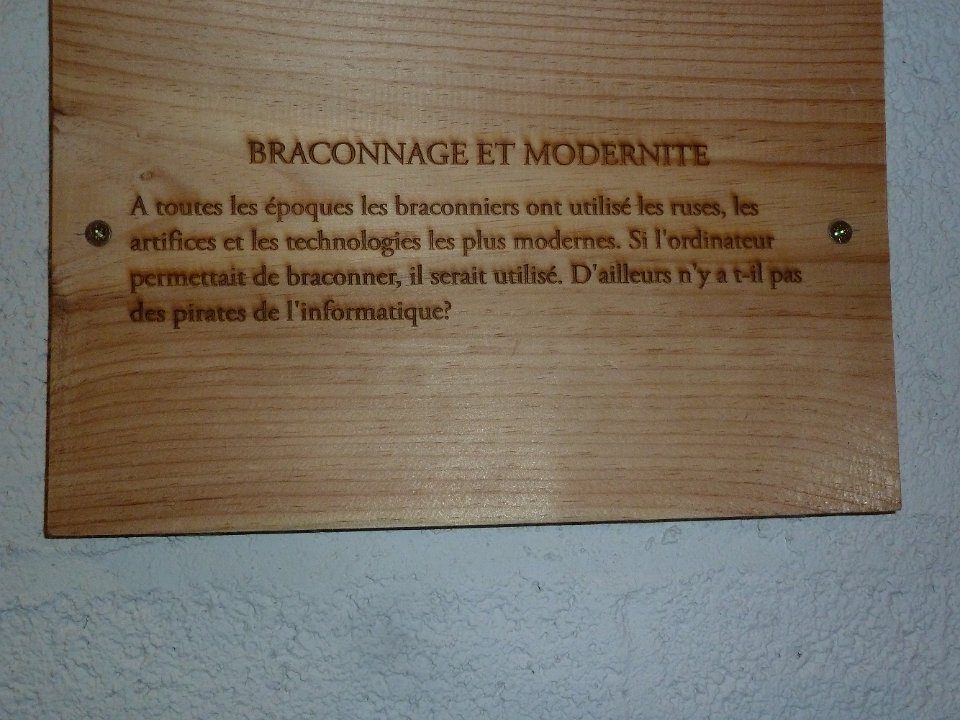 BRACONNAGE ET MODERNITE
A toutes les époques les braconniers ont utilisé les ruses, les
artifices et les technologies les plus modernes. Si l'ordinateur
permettait de braconner, il serait utilisé. D'ailleurs n'y a t-il pas
des pirates de l'informatique?